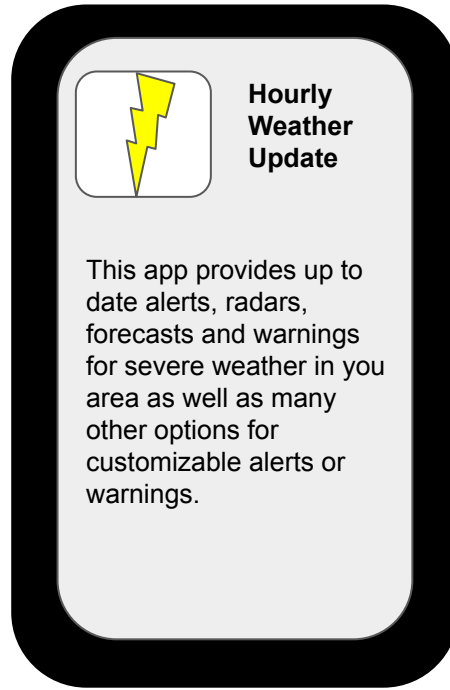 Hourly
Weather
Update
This app provides up to
date alerts, radars,
forecasts and warnings
for severe weather in you
area as well as many
other options for
customizable alerts or
warnings.